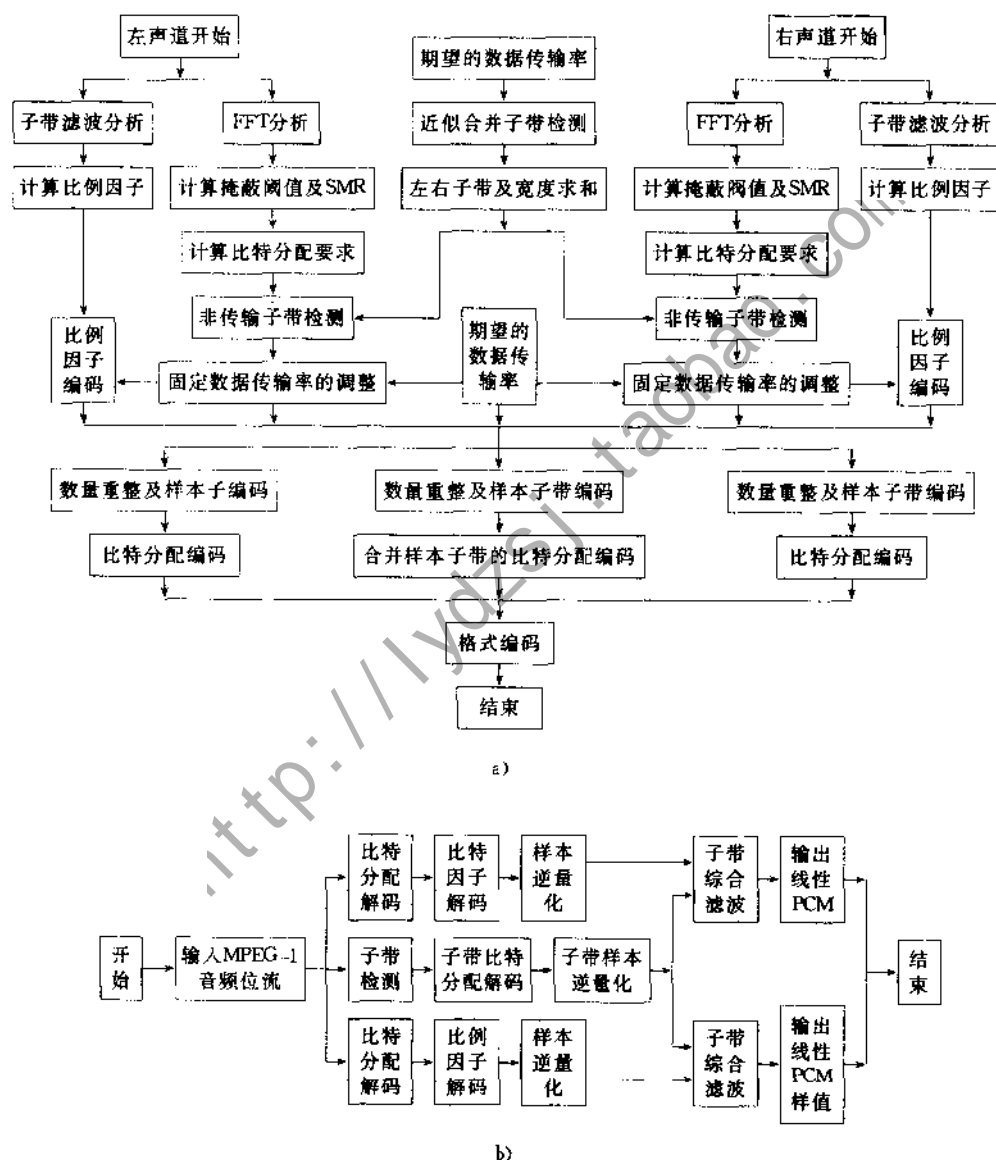 左声道开始
期望的数据传输率
右声道开始
子带滤波分析
FFT分析
近似合并子带检测
FFT分析
子带滤波分析
计算比例因子
计算掩蔽阈值及SMR
左右子带及宽度求和
计算掩蔽阀值及SMR
计算比例因子
计算比特分配要求
计算比特分配要求
非传输子带检测
非传输子带检测
比例
因子
编码
期望的
数据传
输率
比例
因子
编码
固定数据传输率的调整
固定数据传输率的调整
数量重整及样本子编码
数量重整及样本子带编码
数量重整及样本子带编码
比特分配编码
合并样本子带的比特分配编码
比特分配编码
格式编码
结束
a)
开
始
输入MPEG-1
音频位流
比特
分配
解码
比特
因子
解码
样本
逆量
化
子带
综合
滤波
输出
线性
PCM
子带
检测
子带比特
分配解码
子带样本
逆量化
结
束
比特
分配
解码
比例
因子
解码
样本
逆量
化
子带
综合
滤波
输出
线性
PCM
样值
b)
http://lydzsj.taobao.com